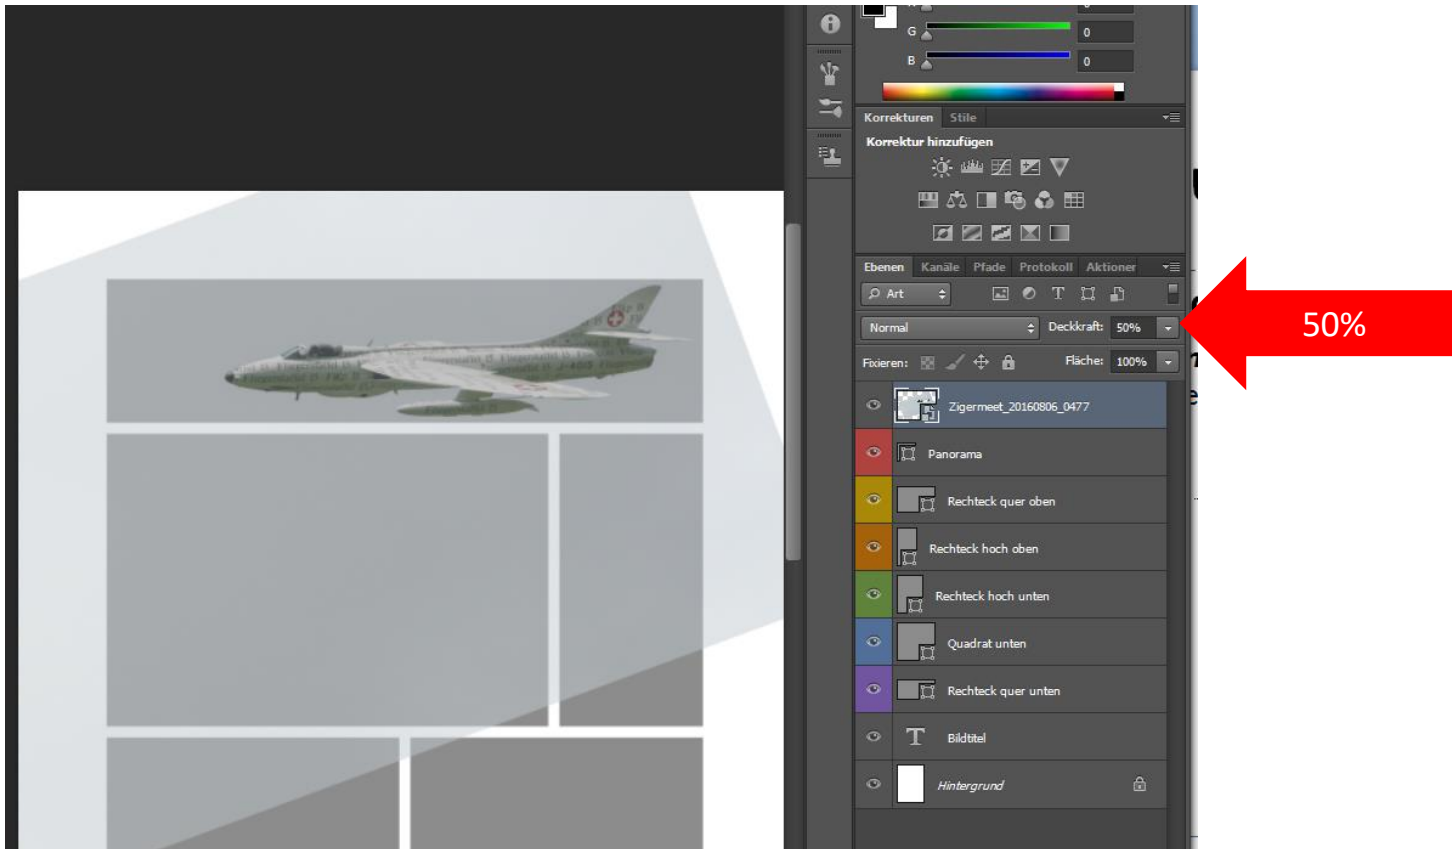 G 0
B 0
Korrekturen Stile
Korrektur hinzufügen
Ebenen Kanäle Pfade Protokoll Aktionen
Art
Normal Deckkraft: 50%
50%
Fixieren: Fläche: 100%
Zigermeet_20160806_0477
Panorama
Rechteck quer oben
Rechteck hoch oben
Rechteck hoch unten
Quadrat unten
Rechteck quer unten
T Bildtitel
Hintergrund